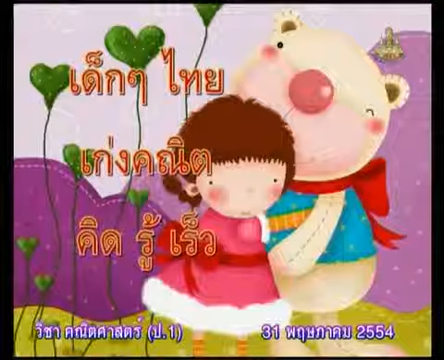 เด็กๆ ไทย
เก่งคณิต
คิด รู้ เร็ว
วิชา คณิตศาสตร์ (ป.1) 31 พฤษภาคม 2554